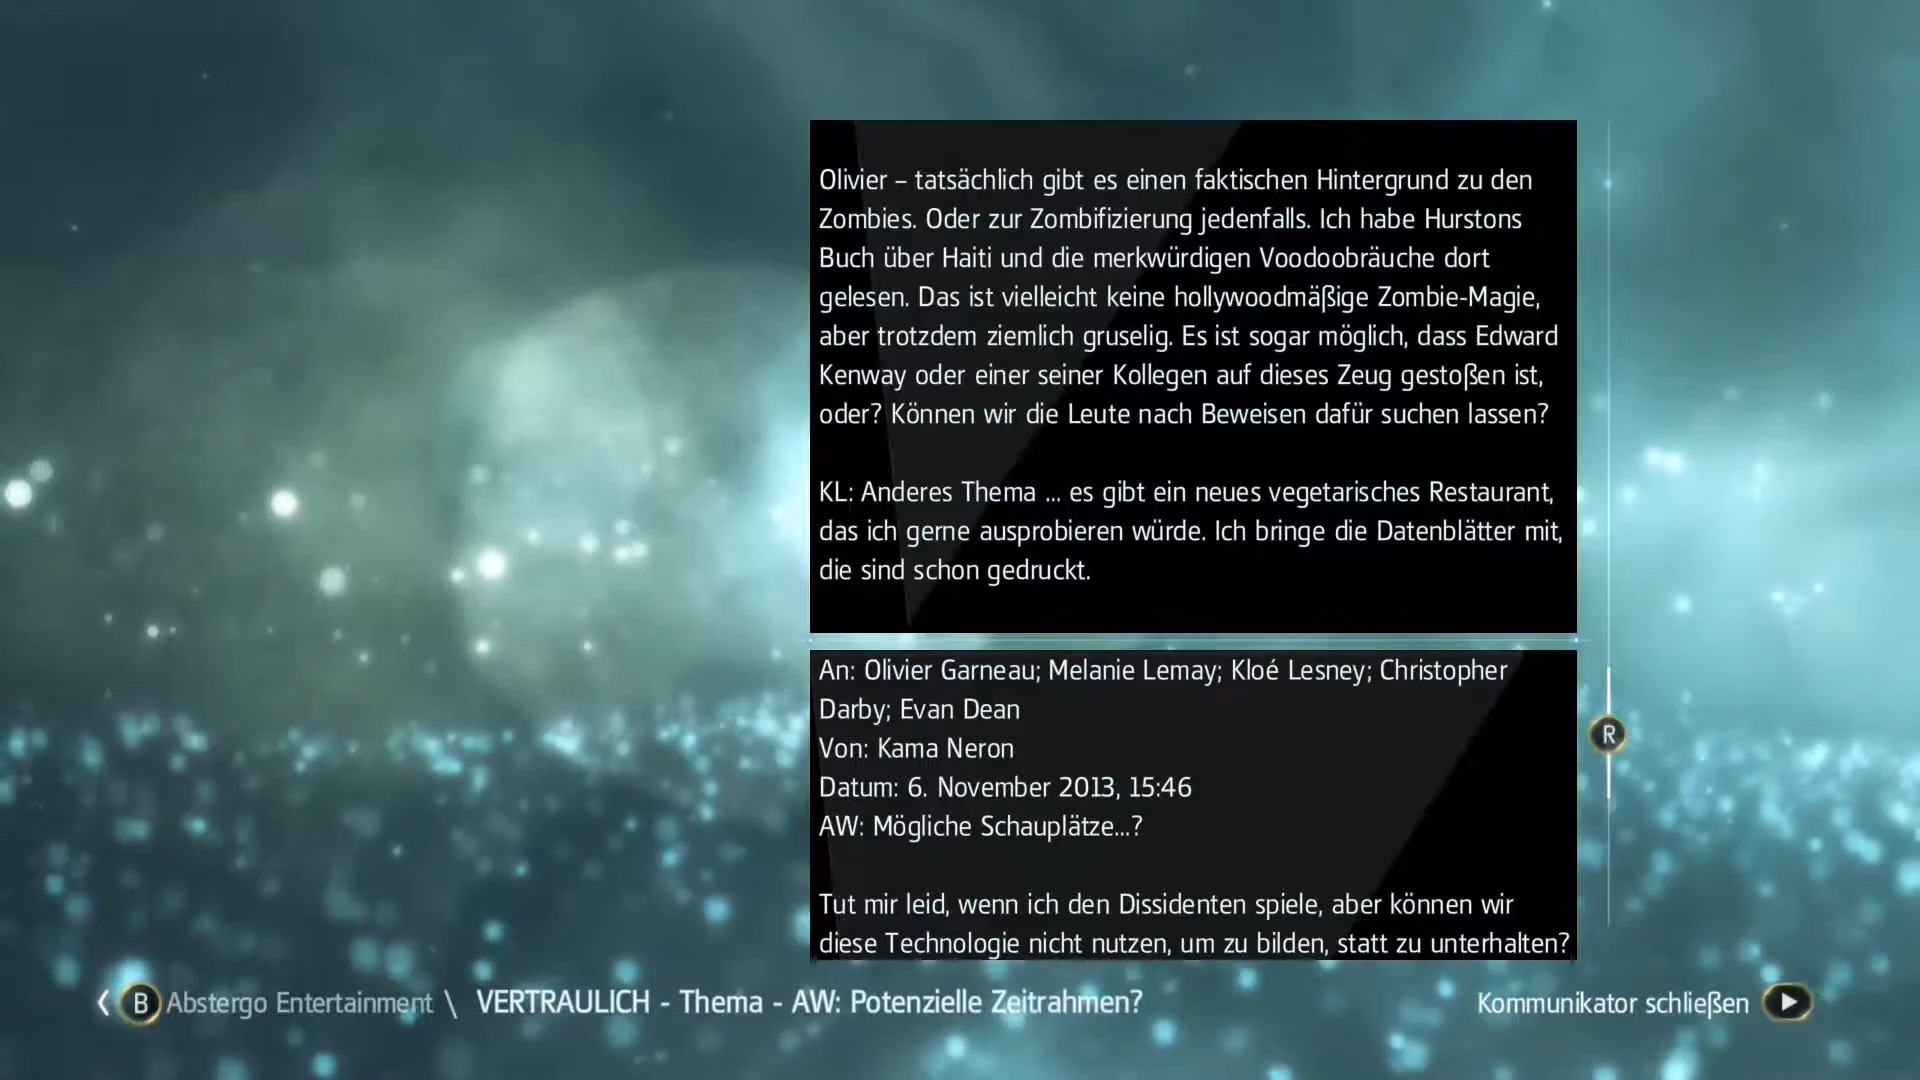 Olivier – tatsächlich gibt es einen faktischen Hintergrund zu den
Zombies. Oder zur Zombifizierung jedenfalls. Ich habe Hurstons
Buch über Haiti und die merkwürdigen Voodoobräuche dort
gelesen. Das ist vielleicht keine hollywoodmäßige Zombie-Magie,
aber trotzdem ziemlich gruselig. Es ist sogar möglich, dass Edward
Kenway oder einer seiner Kollegen auf dieses Zeug gestoßen ist,
oder? Können wir die Leute nach Beweisen dafür suchen lassen?
KL: Anderes Thema ... es gibt ein neues vegetarisches Restaurant,
das ich gerne ausprobieren würde. Ich bringe die Datenblätter mit,
die sind schon gedruckt.
An: Olivier Garneau; Melanie Lemay; Kloé Lesney; Christopher
Darby; Evan Dean
Von: Kama Neron
Datum: 6. November 2013, 15:46
AW: Mögliche Schauplätze...?
Tut mir leid, wenn ich den Dissidenten spiele, aber können wir
diese Technologie nicht nutzen, um zu bilden, statt zu unterhalten?
R
B Abstergo Entertainment \ VERTRAULICH - Thema - AW: Potenzielle Zeitrahmen?
Kommunikator schließen